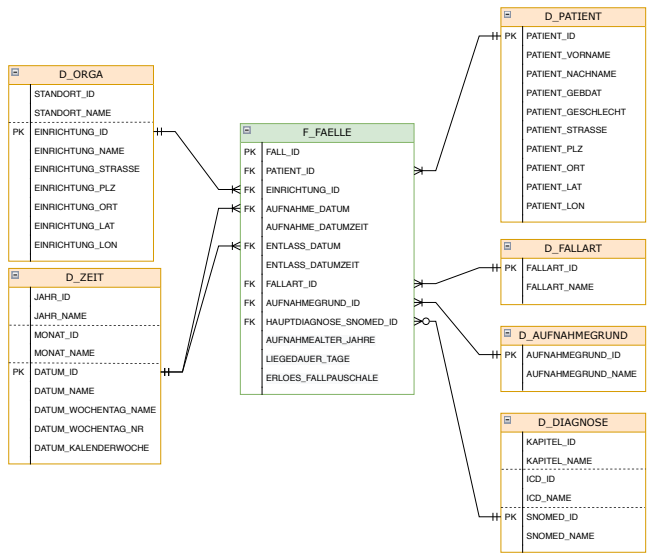 D_ORGA
STANDORT_ID
STANDORT_NAME
PK EINRICHTUNG_ID
EINRICHTUNG_NAME
EINRICHTUNG_STRASSE
EINRICHTUNG_PLZ
EINRICHTUNG_ORT
EINRICHTUNG_LAT
EINRICHTUNG_LON
D_ZEIT
JAHR_ID
JAHR_NAME
MONAT_ID
MONAT_NAME
PK DATUM_ID
DATUM_NAME
DATUM_WOCHENTAG_NAME
DATUM_WOCHENTAG_NR
DATUM_KALENDERWOCHE
F_FAELLE
PK FALL_ID
FK PATIENT_ID
FK EINRICHTUNG_ID
FK AUFNAHME_DATUM
AUFNAHME_DATUMZEIT
FK ENTLASS_DATUM
ENTLASS_DATUMZEIT
FK FALLART_ID
FK AUFNAHMEGRUND_ID
FK HAUPTDIAGNOSE_SNOMED_ID
AUFNAHMEALTER_JAHRE
LIEGEDAUER_TAGE
ERLOES_FALLPAUSCHALE
D_PATIENT
PK PATIENT_ID
PATIENT_VORNAME
PATIENT_NACHNAME
PATIENT_GEBDAT
PATIENT_GESCHLECHT
PATIENT_STRASSE
PATIENT_PLZ
PATIENT_ORT
PATIENT_LAT
PATIENT_LON
D_FALLART
PK FALLART_ID
FALLART_NAME
D_AUFNAHMEGRUND
PK AUFNAHMEGRUND_ID
AUFNAHMEGRUND_NAME
D_DIAGNOSE
KAPITEL_ID
KAPITEL_NAME
ICD_ID
ICD_NAME
PK SNOMED_ID
SNOMED_NAME